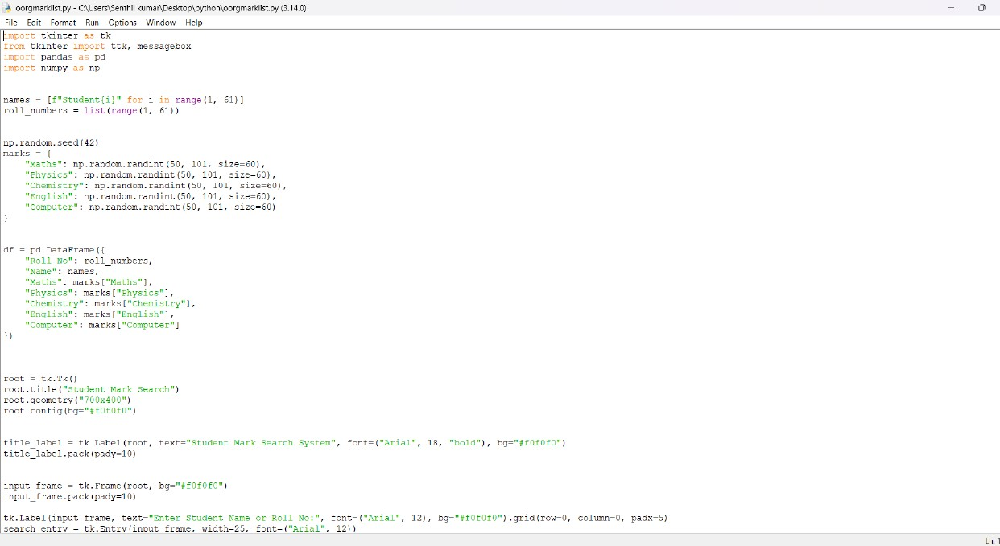 oorgmarklist.py - C:\Users\Senthil kumar\Desktop\python\oorgmarklist.py (3.14.0)
File Edit Format Run Options Window Help
import tkinter as tk
from tkinter import ttk, messagebox
import pandas as pd
import numpy as np
names = [f"Student{i}" for i in range(1, 61)]
roll_numbers = list(range(1, 61))
np.random.seed(42)
marks = {
    "Maths": np.random.randint(50, 101, size=60),
    "Physics": np.random.randint(50, 101, size=60),
    "Chemistry": np.random.randint(50, 101, size=60),
    "English": np.random.randint(50, 101, size=60),
    "Computer": np.random.randint(50, 101, size=60)
}
df = pd.DataFrame({
    "Roll No": roll_numbers,
    "Name": names,
    "Maths": marks["Maths"],
    "Physics": marks["Physics"],
    "Chemistry": marks["Chemistry"],
    "English": marks["English"],
    "Computer": marks["Computer"]
})
root = tk.Tk()
root.title("Student Mark Search")
root.geometry("700x400")
root.config(bg="#f0f0f0")
title_label = tk.Label(root, text="Student Mark Search System", font=("Arial", 18, "bold"), bg="#f0f0f0")
title_label.pack(pady=10)
input_frame = tk.Frame(root, bg="#f0f0f0")
input_frame.pack(pady=10)
tk.Label(input_frame, text="Enter Student Name or Roll No:", font=("Arial", 12), bg="#f0f0f0").grid(row=0, column=0, padx=5)
search_entry = tk.Entry(input_frame, width=25, font=("Arial", 12))
Ln: 1